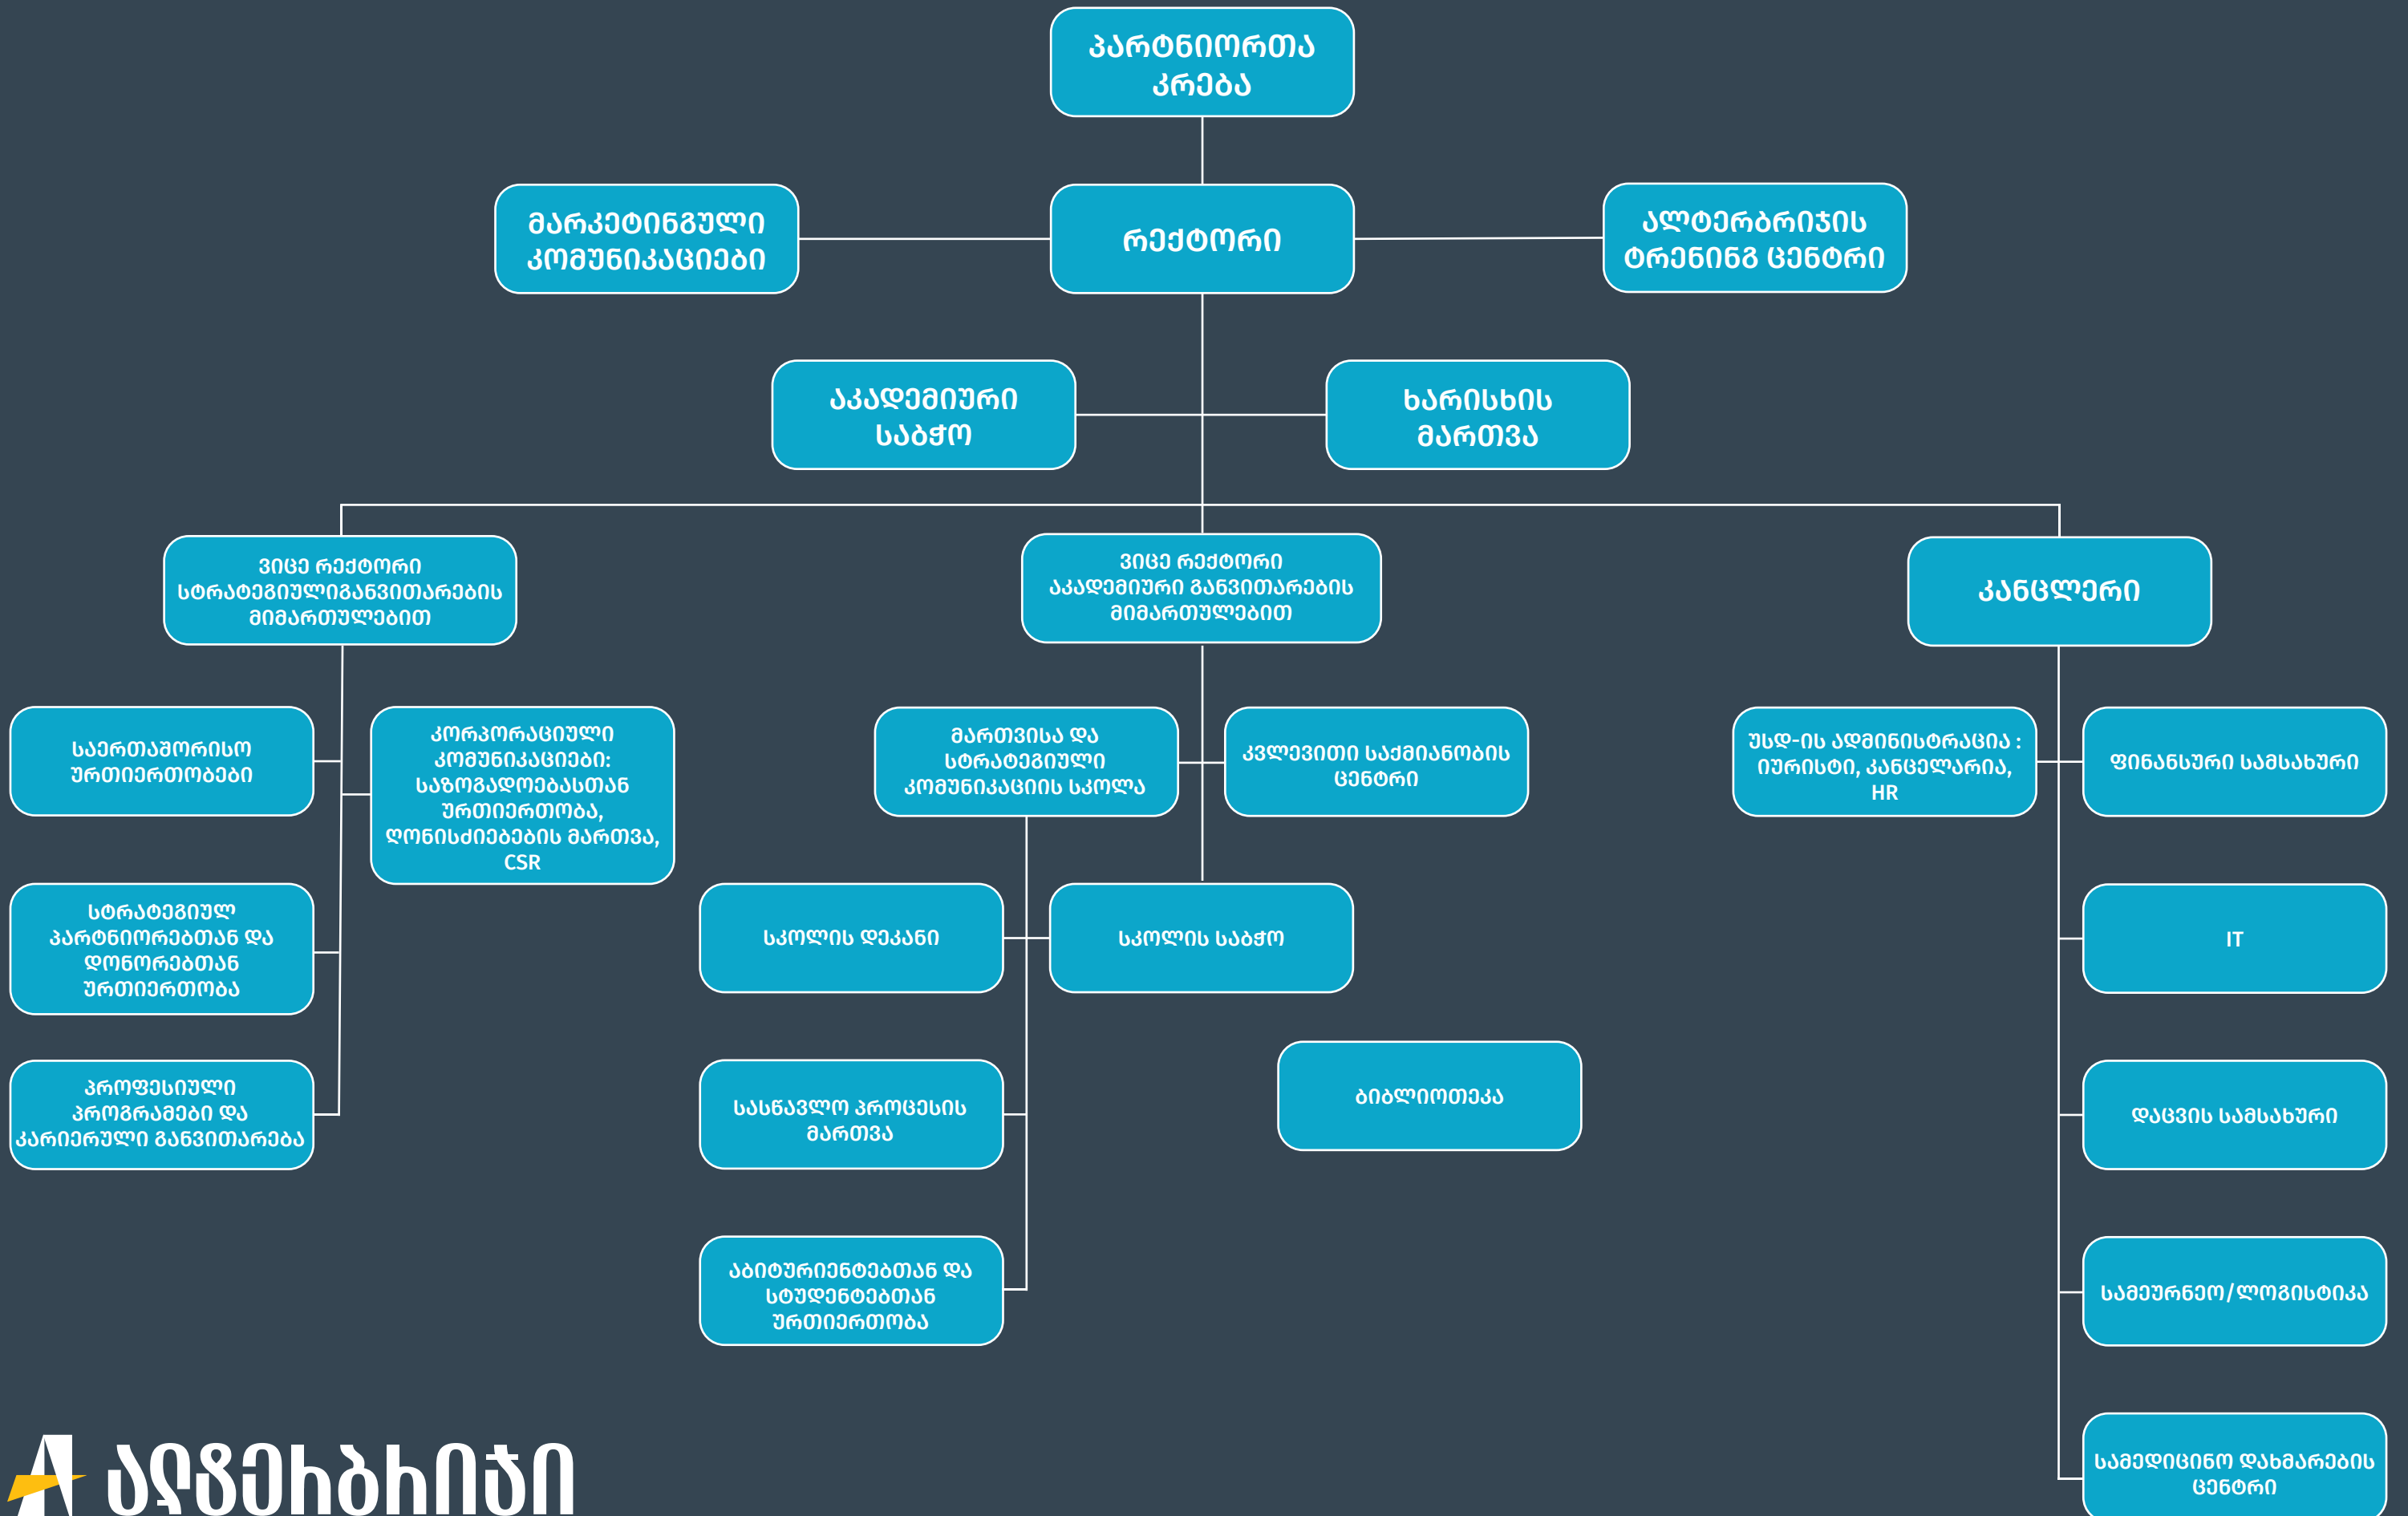 პარტნიორთა
კრება
მარკეტინგული
კომუნიკაციები
რექტორი
ალტერბრიჯის
ტრენინგ ცენტრი
აკადემიური
საბჭო
ხარისხის
მართვა
ვიცე რექტორი
სტრატეგიულიგანვითარების
მიმართულებით
ვიცე რექტორი
აკადემიური განვითარების
მიმართულებით
კანცლერი
საერთაშორისო
ურთიერთობები
კორპორაციული
კომუნიკაციები:
საზოგადოებასთან
ურთიერთობა,
ღონისძიებების მართვა,
CSR
მართვისა და
სტრატეგიული
კომუნიკაციის სკოლა
კვლევითი საქმიანობის
ცენტრი
უსდ-ის ადმინისტრაცია :
იურისტი, კანცელარია,
HR
ფინანსური სამსახური
სტრატეგიულ
პარტნიორებთან და
დონორებთან
ურთიერთობა
სკოლის დეკანი
სკოლის საბჭო
IT
პროფესიული
პროგრამები და
კარიერული განვითარება
სასწავლო პროცესის
მართვა
ბიბლიოთეკა
დაცვის სამსახური
აბიტურიენტებთან და
სტუდენტებთან
ურთიერთობა
სამეურნეო/ლოგისტიკა
სამედიცინო დახმარების
ცენტრი
ალტერბრიჯი